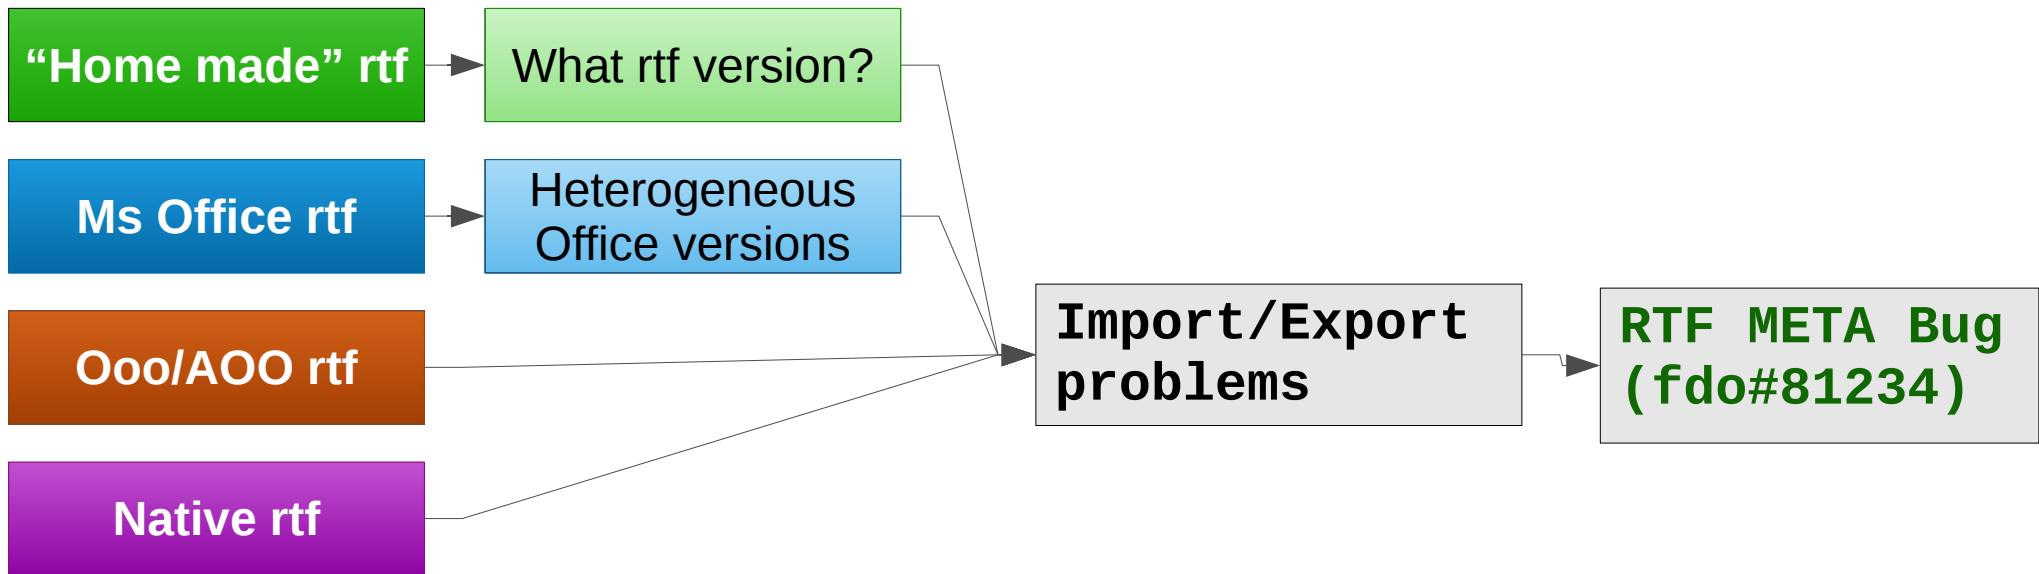 “Home made” rtf
What rtf version?
Ms Office rtf
Heterogeneous
Office versions
Ooo/AOO rtf
Native rtf
Import/Export
problems
RTF META Bug
(fdo#81234)